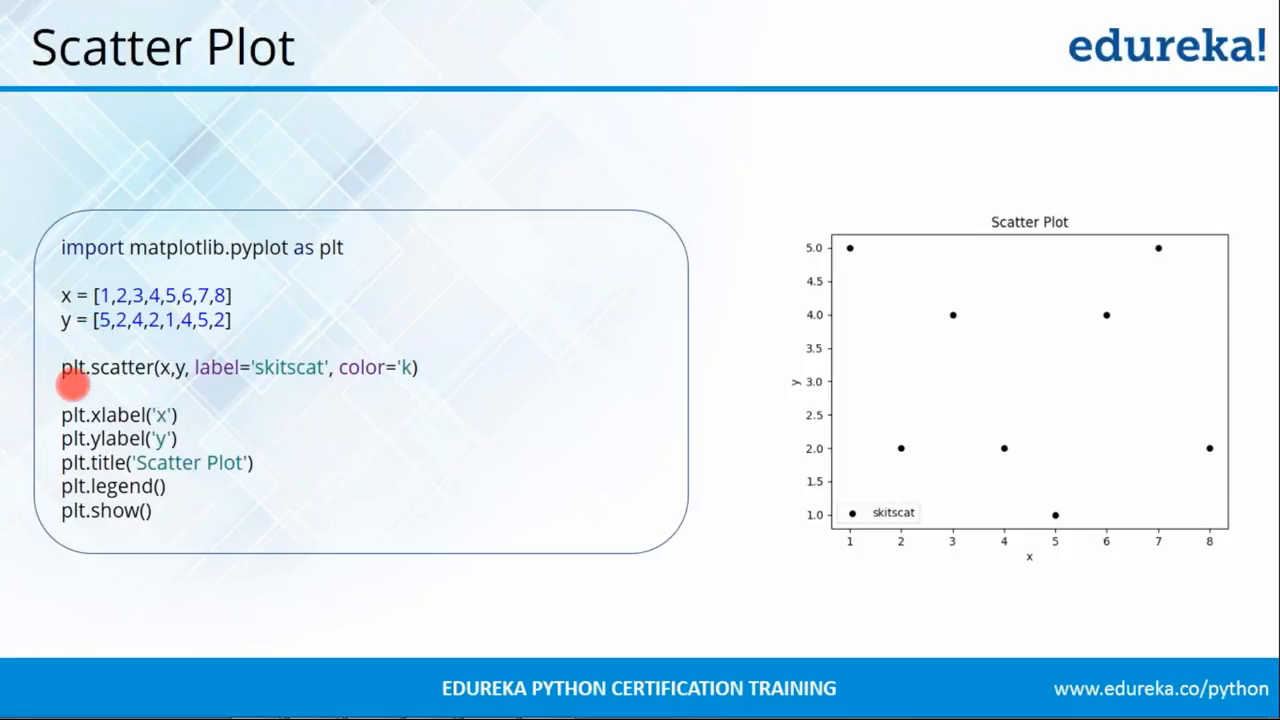 Scatter Plot
edureka!
import matplotlib.pyplot as plt
x = [1,2,3,4,5,6,7,8]
y = [5,2,4,2,1,4,5,2]
plt.scatter(x,y, label='skitscat', color='k)
plt.xlabel('x')
plt.ylabel('y')
plt.title('Scatter Plot')
plt.legend()
plt.show()
Scatter Plot
5.0
4.5
4.0
3.5
3.0
2.5
2.0
1.5
1.0
y
skitscat
1 2 3 4 5 6 7 8
x
EDUREKA PYTHON CERTIFICATION TRAINING
www.edureka.co/python